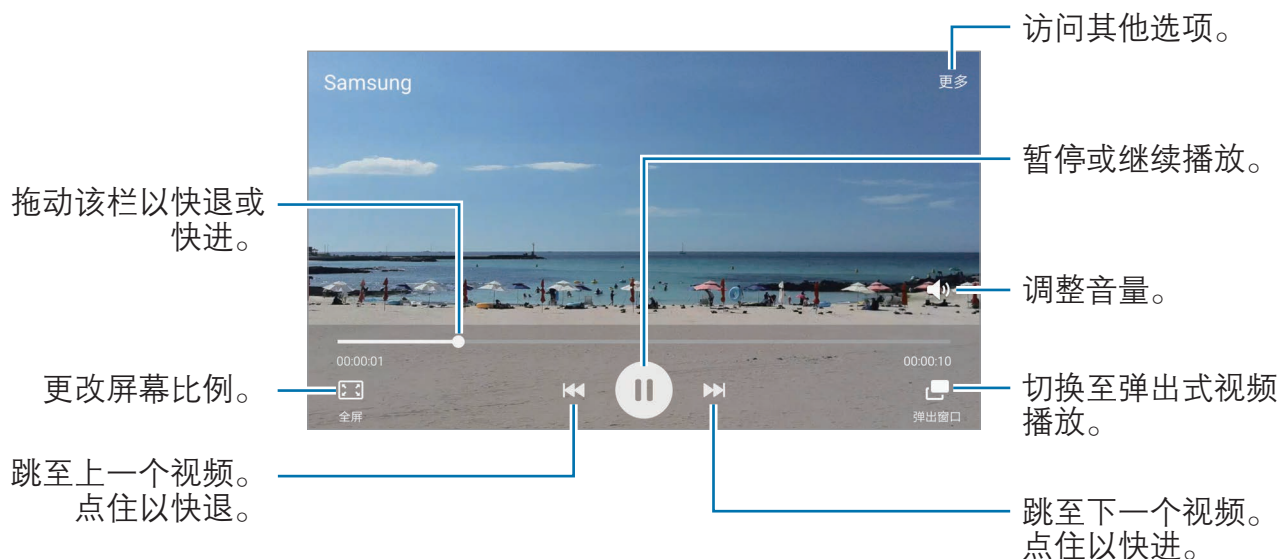 访问其他选项。
Samsung
更多
暂停或继续播放。
拖动该栏以快退或
快进。
调整音量。
00:00:01
00:00:10
更改屏幕比例。
全屏
弹出窗口
切换至弹出式视频
播放。
跳至上一个视频。
点住以快退。
跳至下一个视频。
点住以快进。